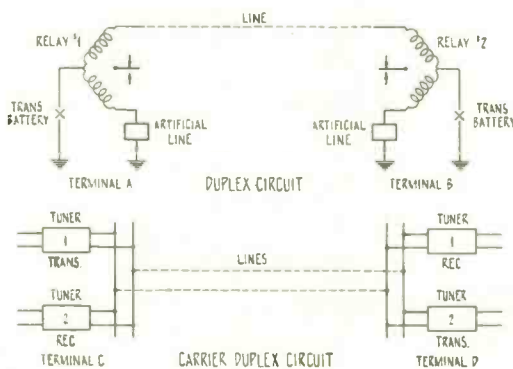 LINE
RELAY #1
RELAY #2
TRANS
BATTERY
ARTIFICIAL
LINE
ARTIFICIAL
LINE
TRANS
BATTERY
TERMINAL A
DUPLEX CIRCUIT
TERMINAL B
TUNER
1
TRANS.
TUNER
1
REC
LINES
TUNER
2
REC
TUNER
2
TRANS.
TERMINAL C
CARRIER DUPLEX CIRCUIT
TERMINAL D